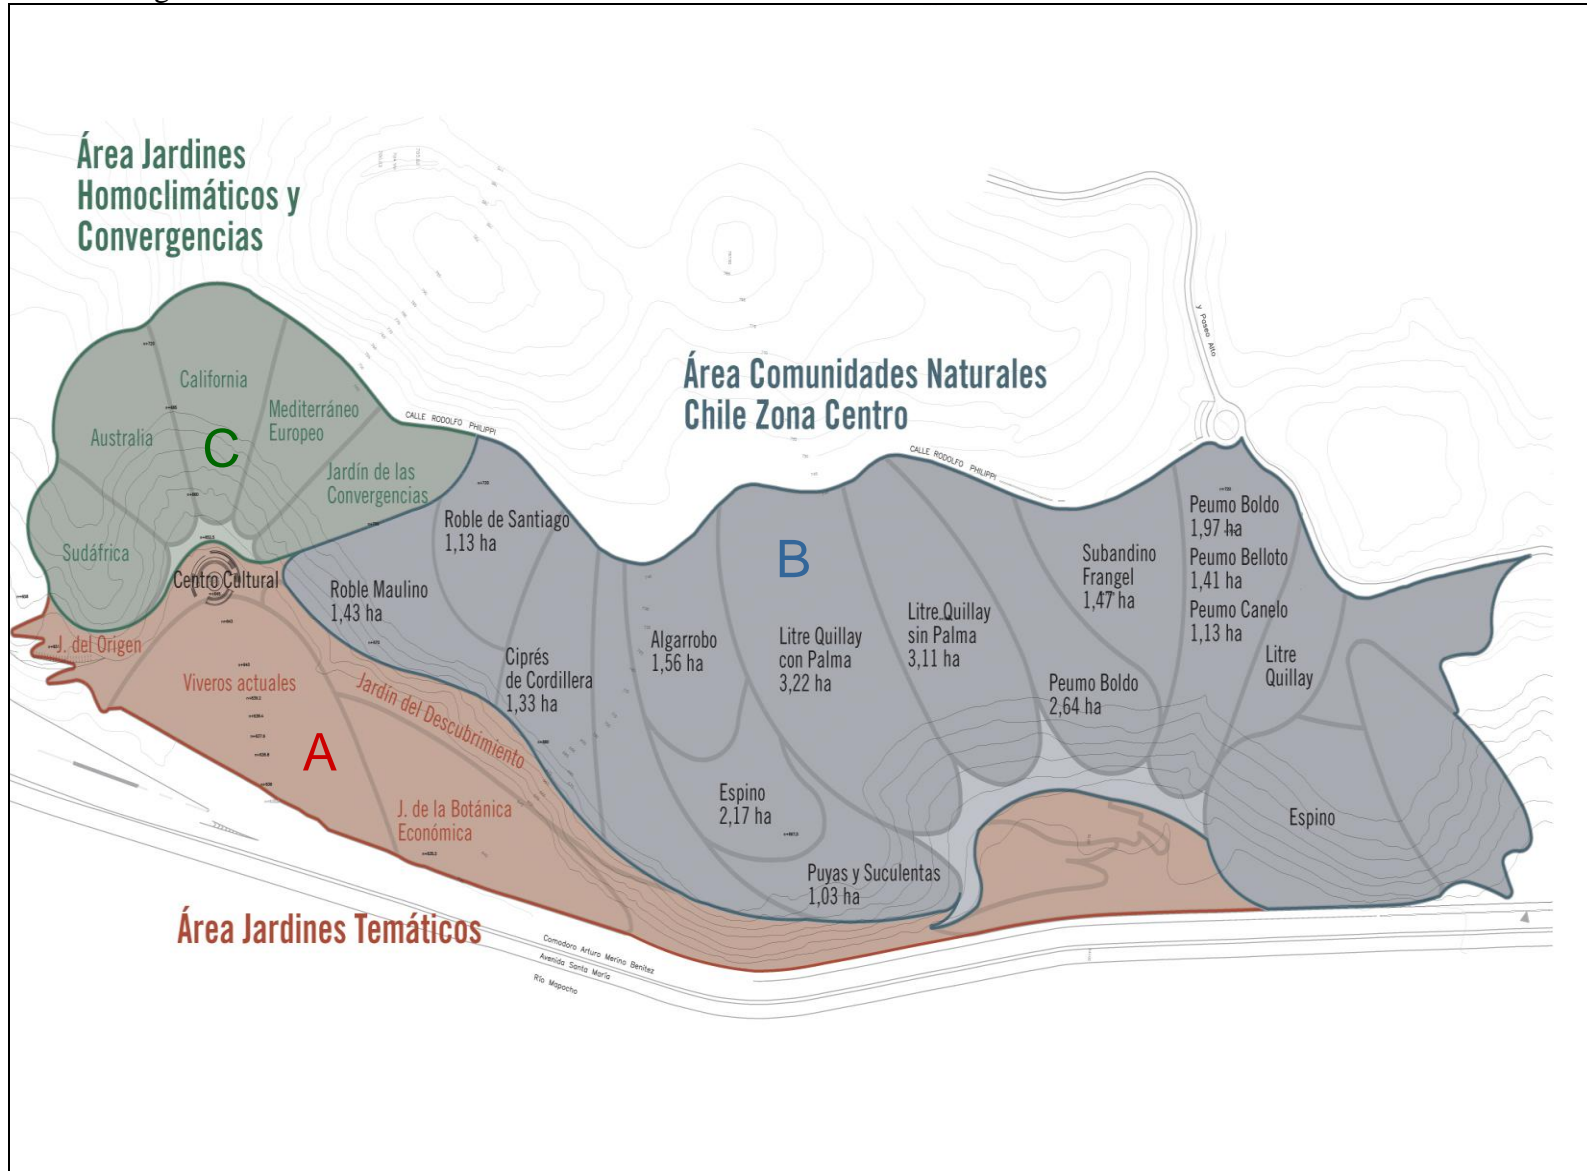 Área Jardines
Homoclimáticos y
Convergencias
California
Mediterráneo
Europeo
Australia
C
Jardín de las
Convergencias
Sudáfrica
CALLE RODOLFO PHILIPPI
Área Comunidades Naturales
Chile Zona Centro
CALLE RODOLFO PHILIPPI
y Paseo Alto
B
Roble de Santiago
1,13 ha
Roble Maulino
1,43 ha
Ciprés
de Cordillera
1,33 ha
Algarrobo
1,56 ha
Litre Quillay
con Palma
3,22 ha
Litre Quillay
sin Palma
3,11 ha
Subandino
Frangel
1,47 ha
Peumo Boldo
1,97 ha
Peumo Belloto
1,41 ha
Peumo Canelo
1,13 ha
Litre
Quillay
Peumo Boldo
2,64 ha
Espino
2,17 ha
Espino
Puyas y Suculentas
1,03 ha
Centro Cultural
J. del Origen
Viveros actuales
Jardín del Descubrimiento
A
J. de la Botánica
Económica
Área Jardines Temáticos
Comodoro Arturo Merino Benitez
Avenida Santa María
Río Mapocho